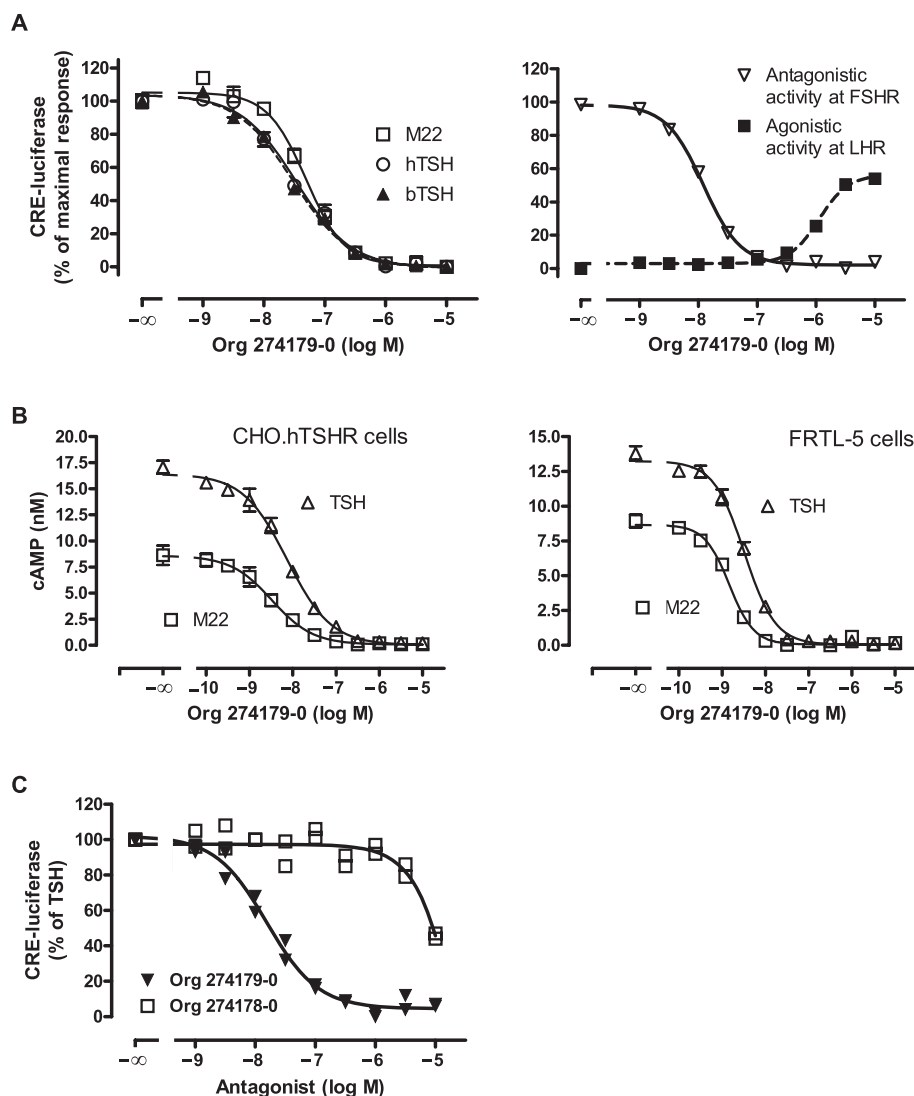 A
CRE-luciferase
(% of maximal response)
120
100
80
60
40
20
0
M22
hTSH
bTSH
−∞ −9 −8 −7 −6 −5
Org 274179-0 (log M)
120
100
80
60
40
20
0
Antagonistic
activity at FSHR
Agonistic
activity at LHR
−∞ −9 −8 −7 −6 −5
Org 274179-0 (log M)
B
CHO.hTSHR cells
cAMP (nM)
20.0
17.5
15.0
12.5
10.0
7.5
5.0
2.5
0.0
TSH
M22
−∞ −10 −9 −8 −7 −6 −5
Org 274179-0 (log M)
FRTL-5 cells
15.0
12.5
10.0
7.5
5.0
2.5
0.0
TSH
M22
−∞ −10 −9 −8 −7 −6 −5
Org 274179-0 (log M)
C
CRE-luciferase
(% of TSH)
120
100
80
60
40
20
0
Org 274179-0
Org 274178-0
−∞ −9 −8 −7 −6 −5
Antagonist (log M)